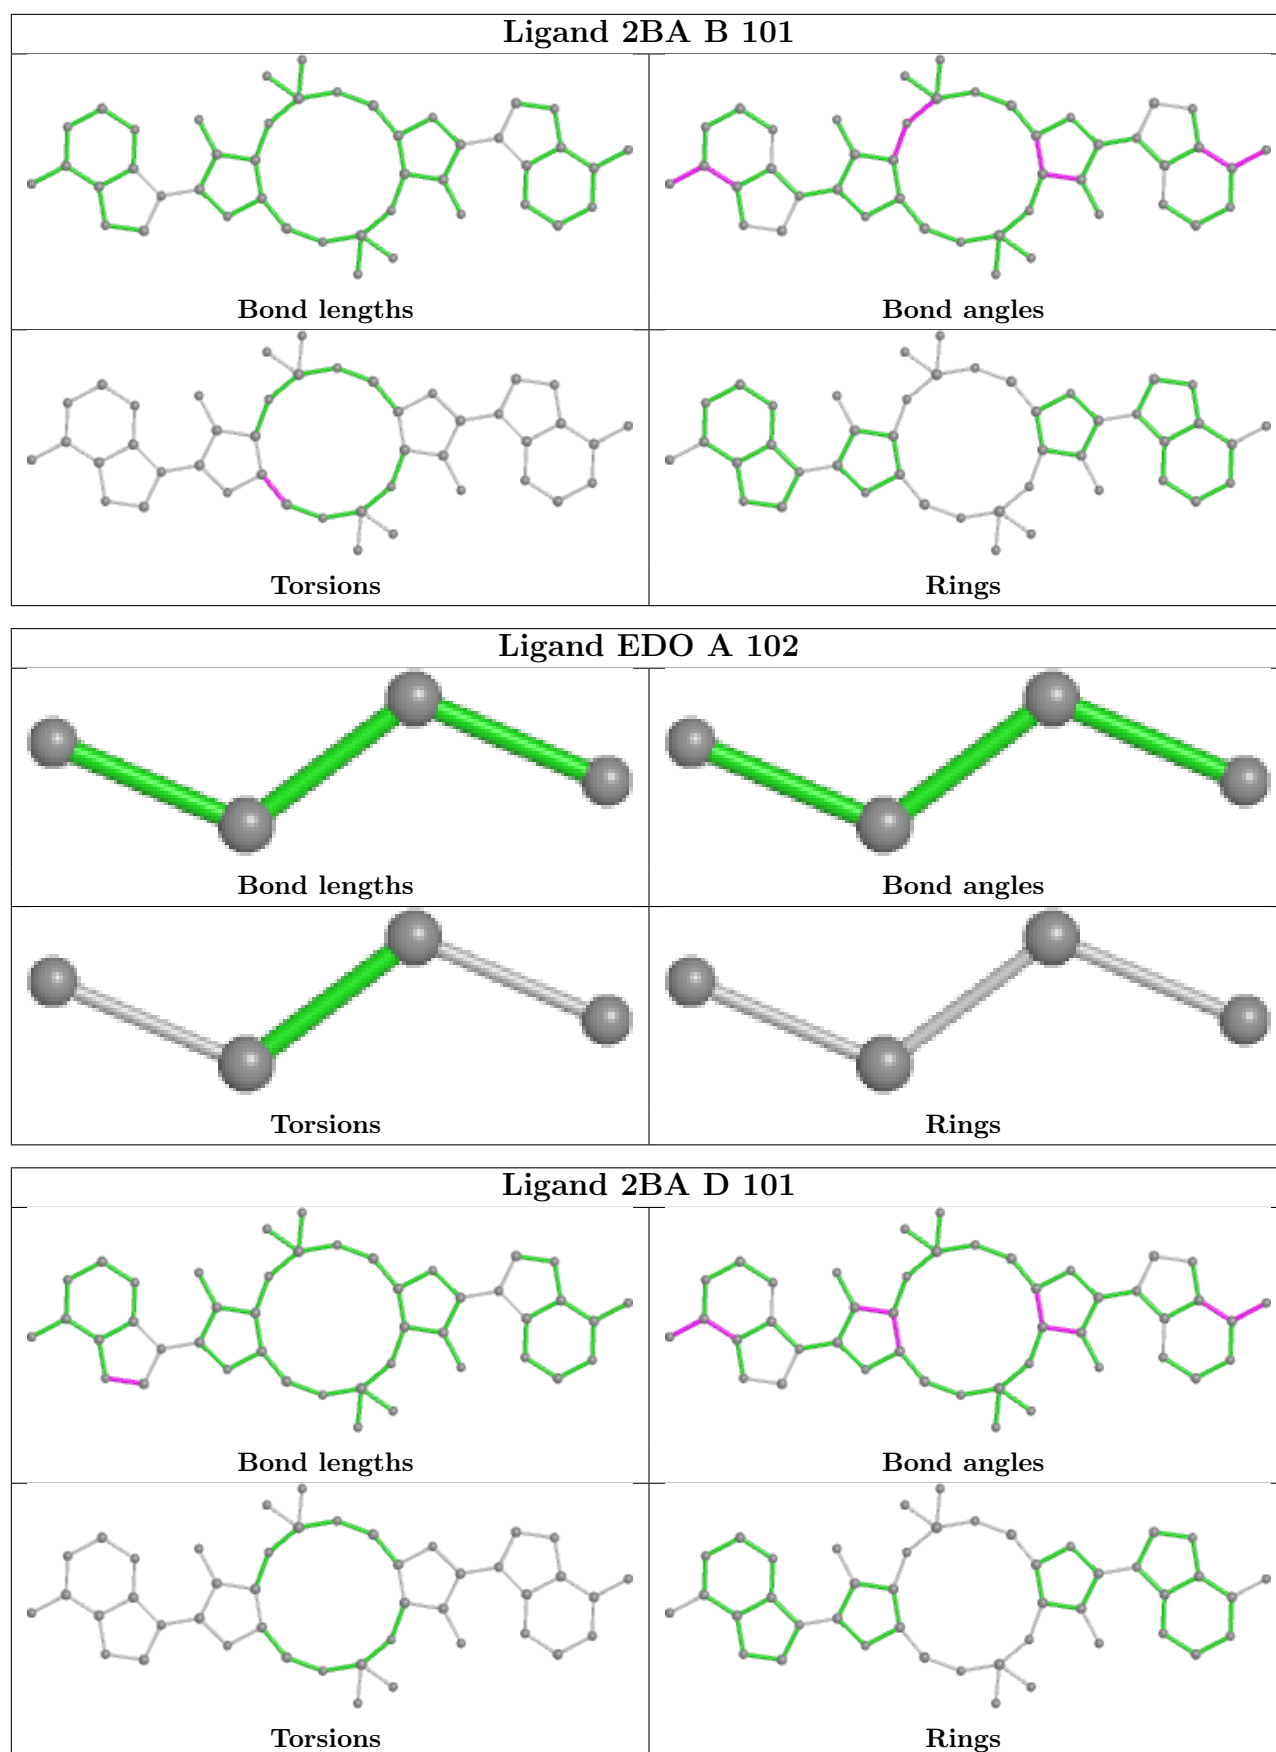 Ligand 2BA B 101
Bond lengths
Bond angles
Torsions
Rings
Ligand EDO A 102
Bond lengths
Bond angles
Torsions
Rings
Ligand 2BA D 101
Bond lengths
Bond angles
Torsions
Rings